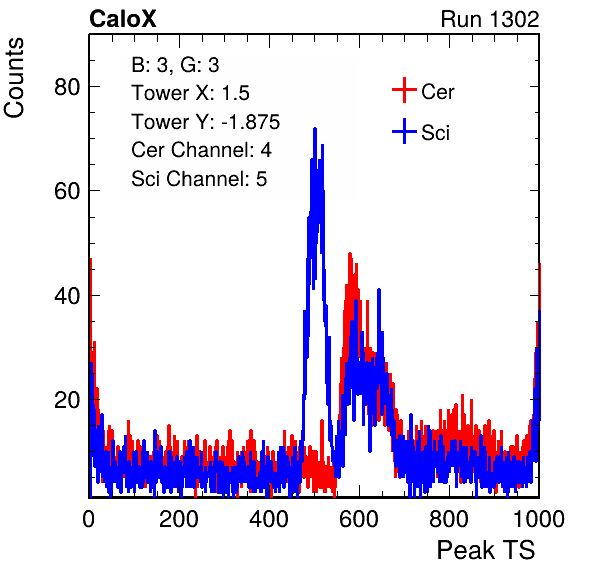 CaloX
Run 1302
Counts
B: 3, G: 3
Tower X: 1.5
Tower Y: -1.875
Cer Channel: 4
Sci Channel: 5
Cer
Sci
80
60
40
20
0 200 400 600 800 1000
Peak TS